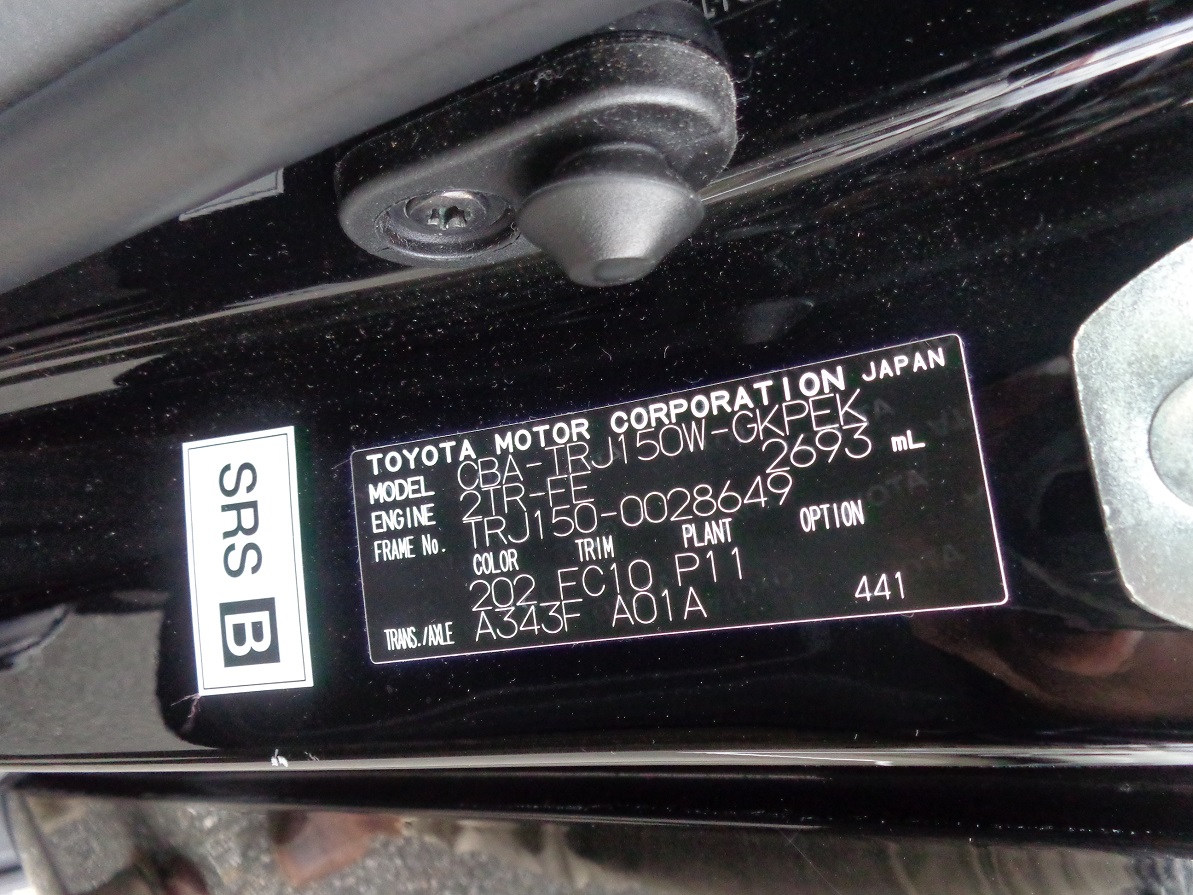 SRS B
TOYOTA MOTOR CORPORATION JAPAN
MODEL CBA-TRJ150W-GKPEK
ENGINE 2TR-FE 2693 mL
FRAME No. TRJ150-0028649
COLOR TRIM PLANT OPTION
202 FC10 P11
TRANS./AXLE A343F A01A 441